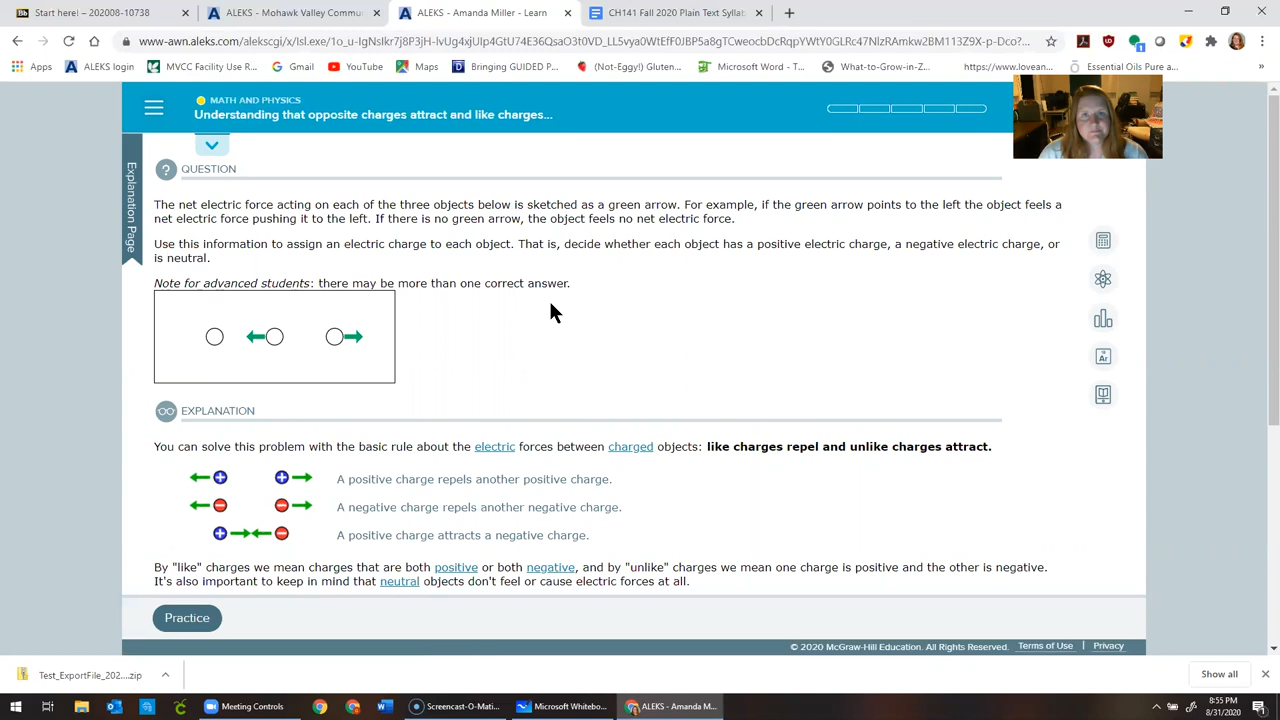 Start here! - 202008-10738
ALEKS - Mohawk Valley Commu
ALEKS - Amanda Miller - Learn
CH141 Fall 2020 Plain Text Syllab
Apps
ALEKS login
MVCC Facility Use R...
Gmail
YouTube
Maps
Bringing GUIDED P...
(Not-Eggy!) Gluten...
Microsoft Word - T...
What-to-Grow-in-Z...
https://www.lovean...
Essential Oils Pure a...
MATH AND PHYSICS
Understanding that opposite charges attract and like charges...
Explanation Page
QUESTION
The net electric force acting on each of the three objects below is sketched as a green arrow. For example, if the green arrow points to the left the object feels a
net electric force pushing it to the left. If there is no green arrow, the object feels no net electric force.
Use this information to assign an electric charge to each object. That is, decide whether each object has a positive electric charge, a negative electric charge, or
is neutral.
Note for advanced students: there may be more than one correct answer.
Ar
EXPLANATION
You can solve this problem with the basic rule about the electric forces between charged objects: like charges repel and unlike charges attract.
A positive charge repels another positive charge.
A negative charge repels another negative charge.
A positive charge attracts a negative charge.
By "like" charges we mean charges that are both positive or both negative, and by "unlike" charges we mean one charge is positive and the other is negative.
It's also important to keep in mind that neutral objects don't feel or cause electric forces at all.
Practice
© 2020 McGraw-Hill Education. All Rights Reserved. Terms of Use | Privacy
Test_ExportFile_202....zip
Show all
Meeting Controls
Screencast-O-Mati...
Microsoft Whitebo...
ALEKS - Amanda M...
8:55 PM
8/31/2020